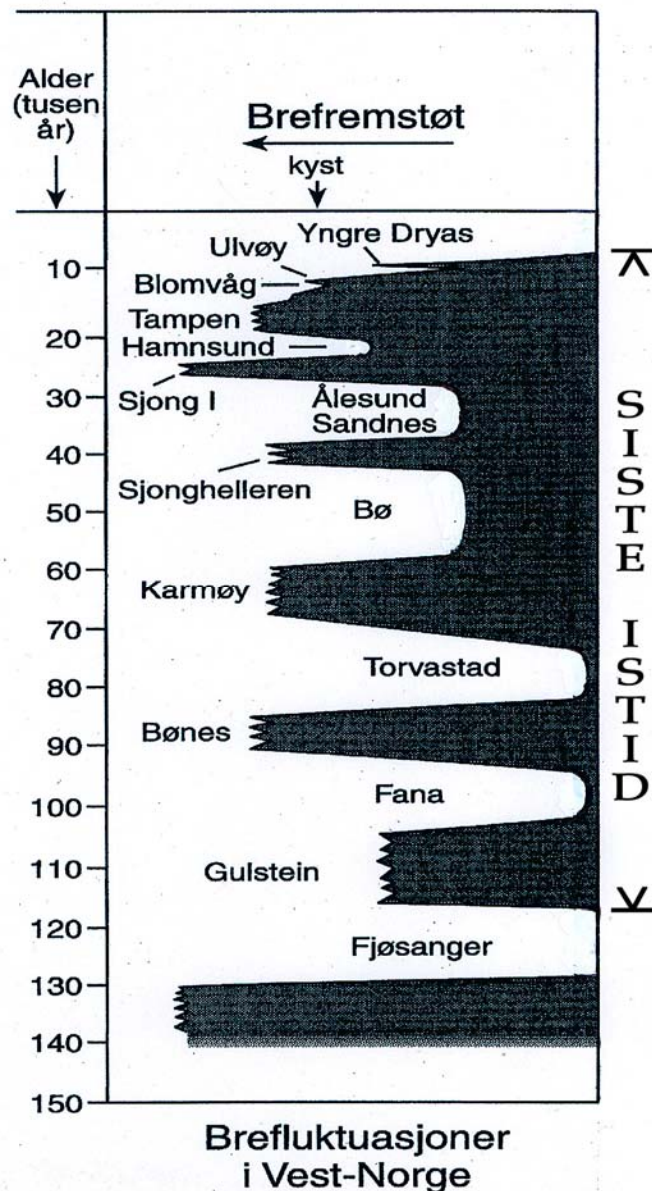 Alder
(tusen
år)
Brefremstøt
kyst
Yngre Dryas
Ulvøy
10
Blomvåg
Tampen
20
Hamnsund
30
Sjong I
Ålesund
Sandnes
40
Sjonghelleren
50
Bø
60
Karmøy
70
Torvastad
80
Bønes
90
Fana
100
110
Gulstein
120
Fjøsanger
130
140
150
SISTE ISTID
Brefluktuasjoner
i Vest-Norge